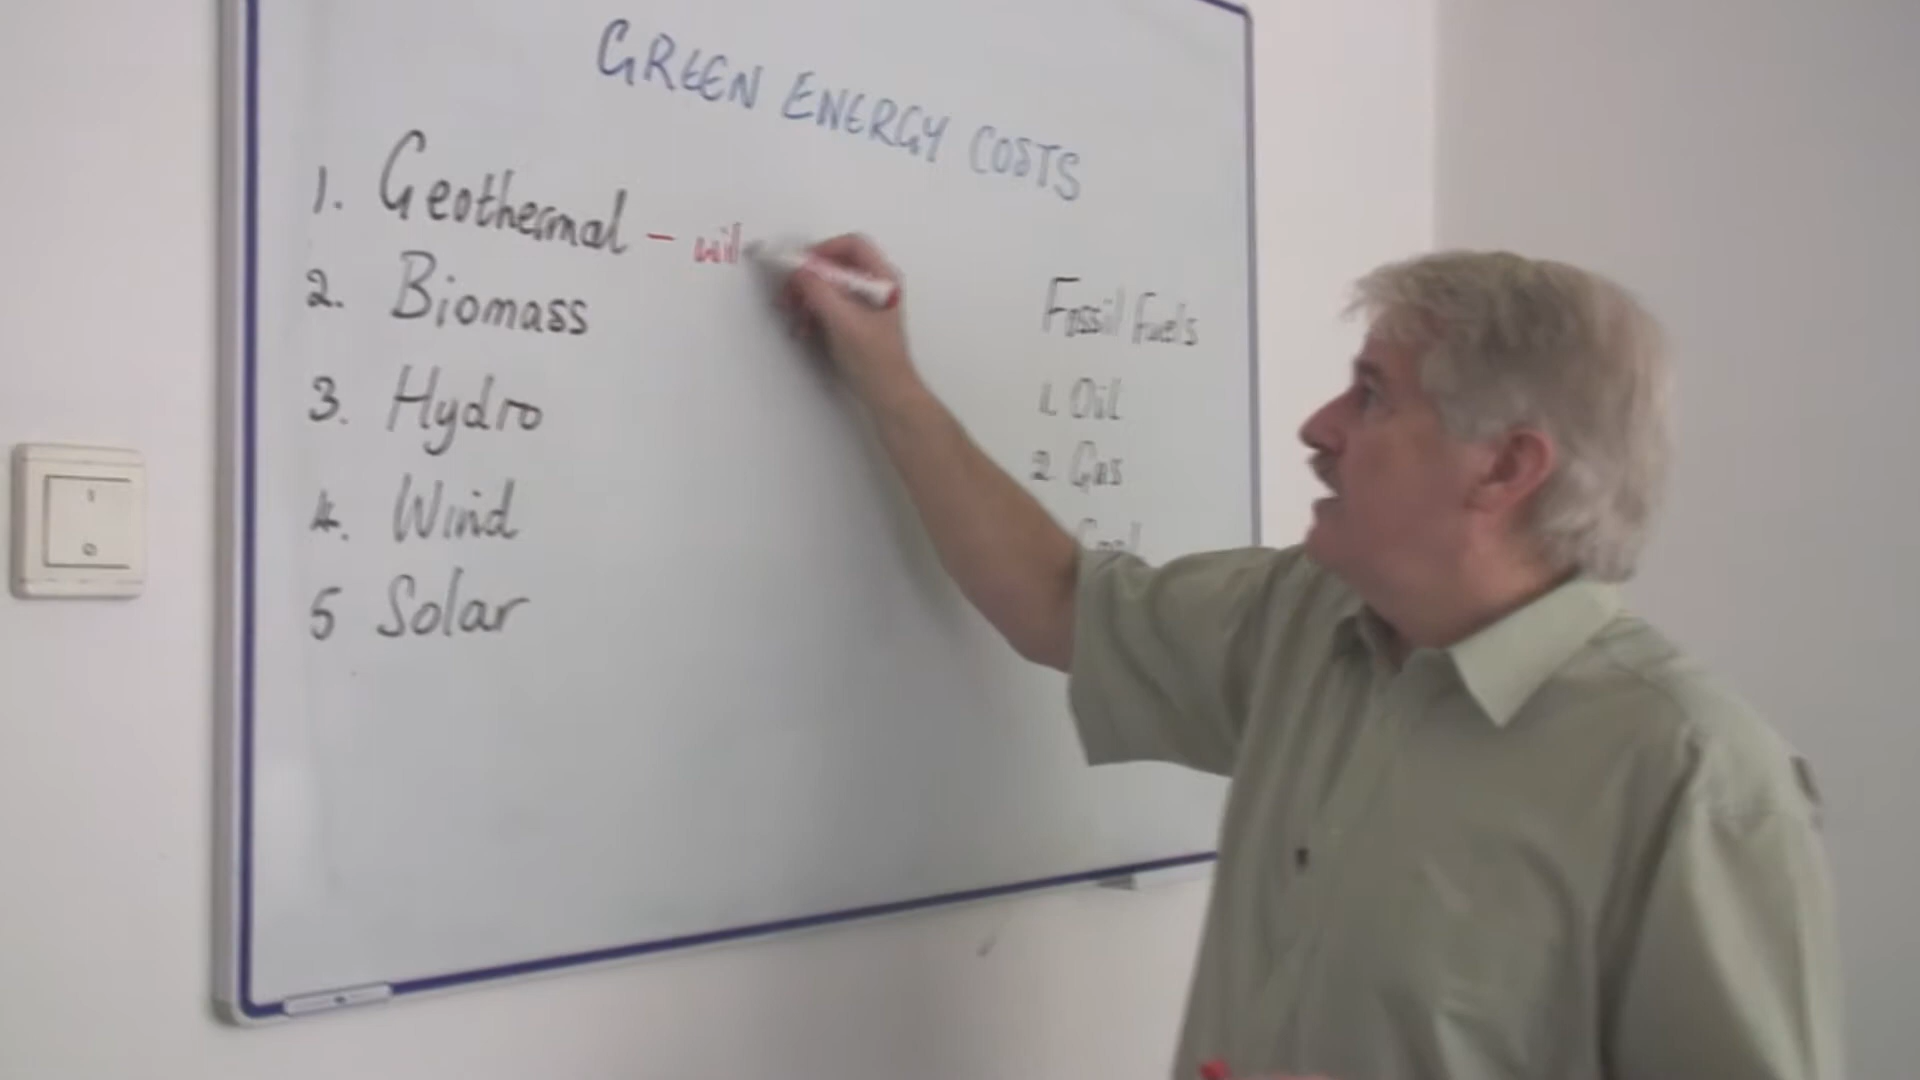 GREEN ENERGY COSTS
1. Geothermal -
2. Biomass
3. Hydro
4. Wind
5 Solar
Fossil Fuels
1. Oil
2. Gas
Coal